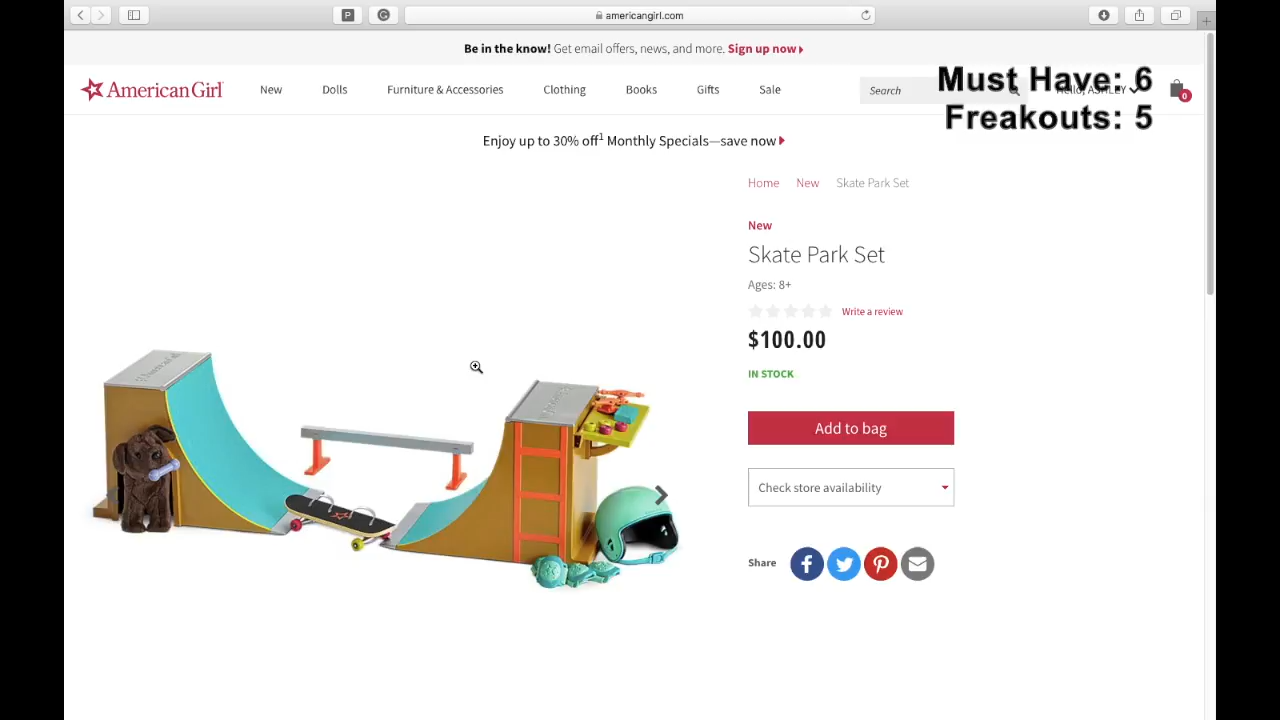 americangirl.com
Be in the know! Get email offers, news, and more. Sign up now
American Girl
New
Dolls
Furniture & Accessories
Clothing
Books
Gifts
Sale
Search
Hello, ASHLEY
0
Must Have: 6
Freakouts: 5
Enjoy up to 30% off1 Monthly Specials—save now
Home New Skate Park Set
New
Skate Park Set
Ages: 8+
Write a review
$100.00
IN STOCK
Add to bag
Check store availability
Share